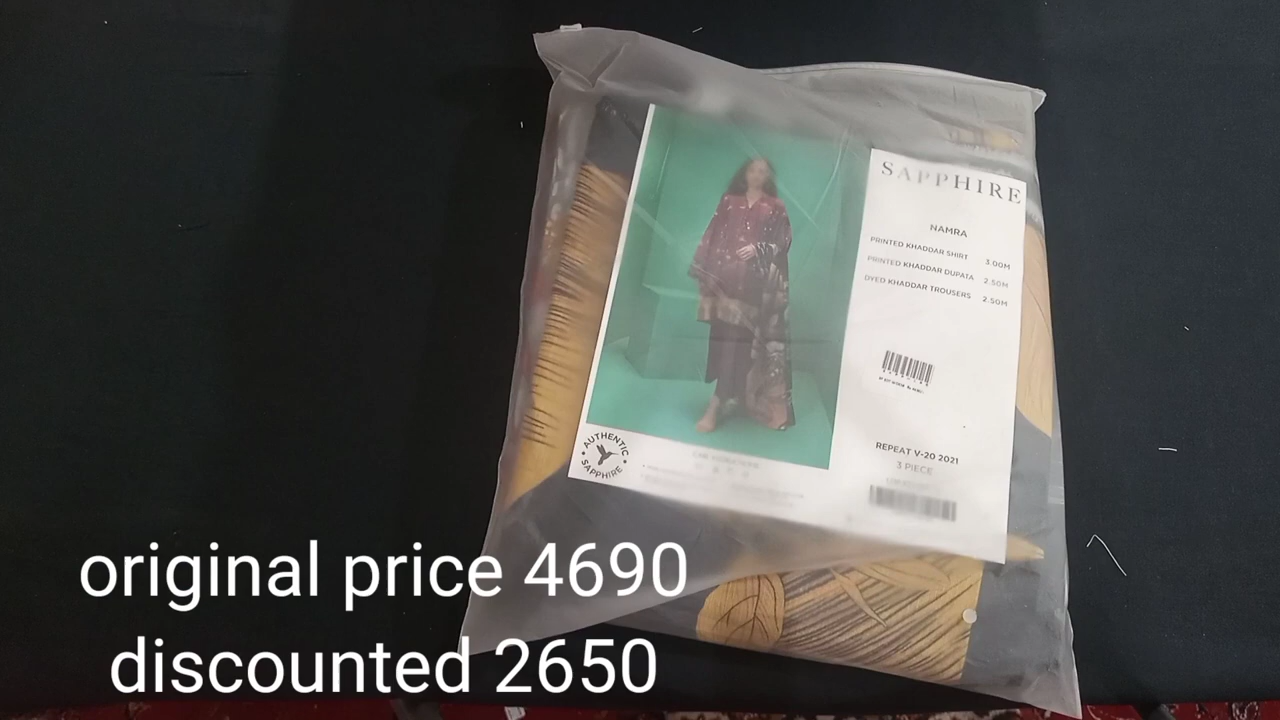 SAPPHIRE
NAMRA
PRINTED KHADDAR SHIRT 3.00M
PRINTED KHADDAR DUPATA 2.50M
DYED KHADDAR TROUSERS 2.50M
REPEAT V-20 2021
3 PIECE
AUTHENTIC
SAPPHIRE
original price 4690
discounted 2650